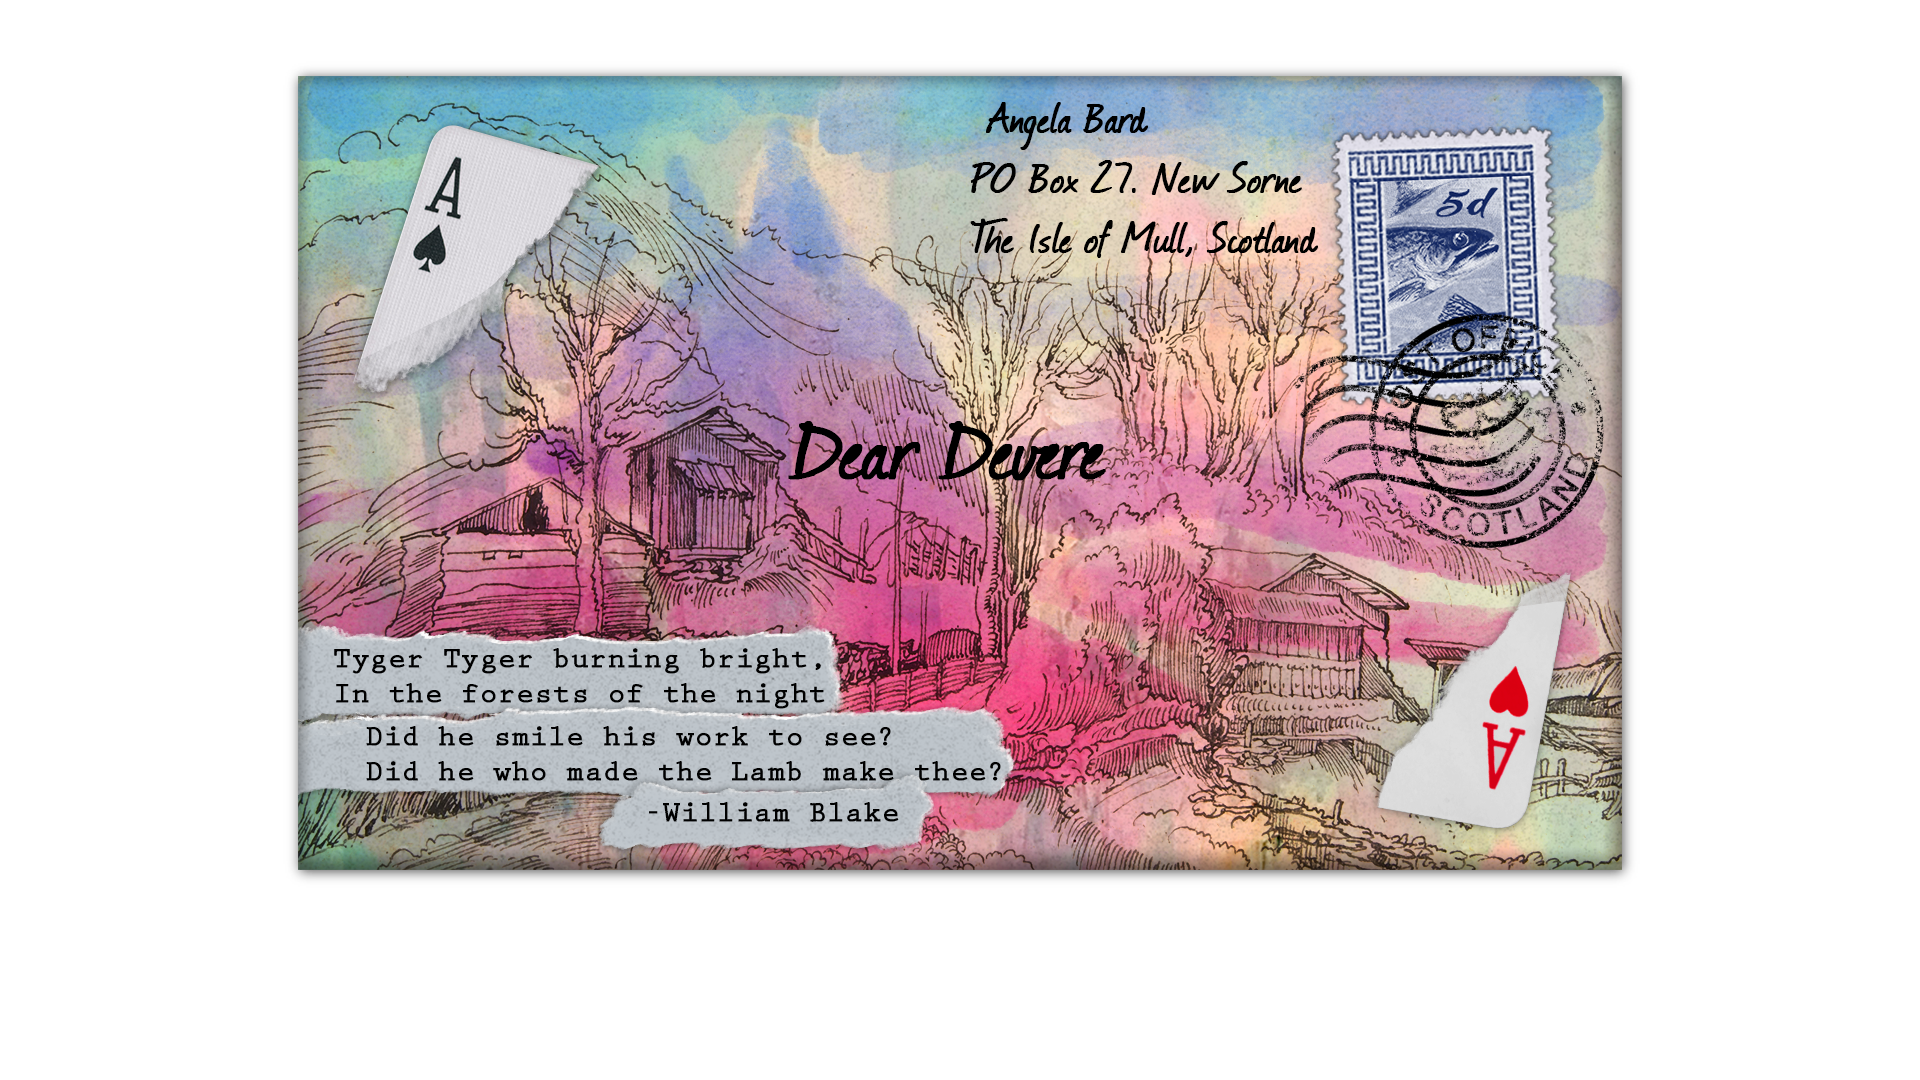 A
Angela Bard
PO Box 27. New Sorne
The Isle of Mull, Scotland
5d
POST OFFICE
SCOTLAND
Dear Devere
Tyger Tyger burning bright,
In the forests of the night
Did he smile his work to see?
Did he who made the Lamb make thee?
-William Blake
A